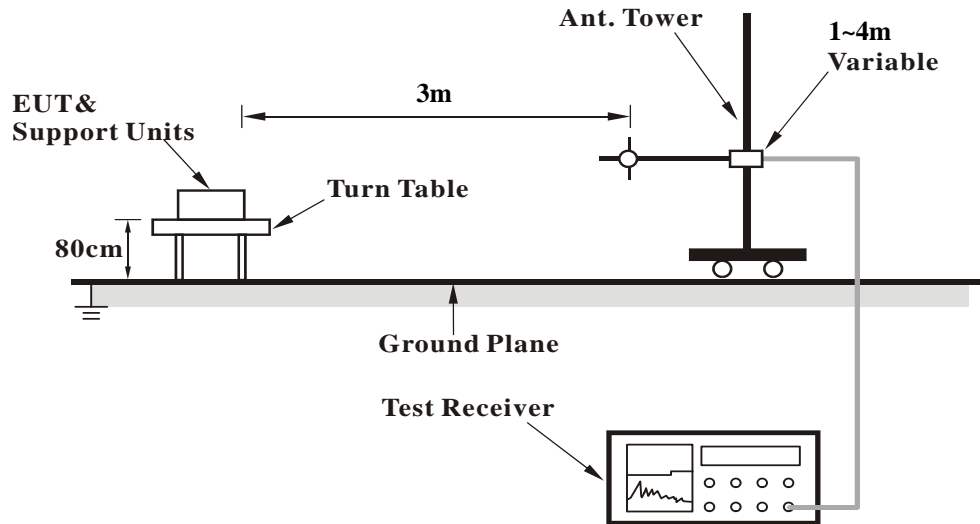 Ant. Tower
1~4m
Variable
3m
EUT&
Support Units
Turn Table
80cm
Ground Plane
Test Receiver